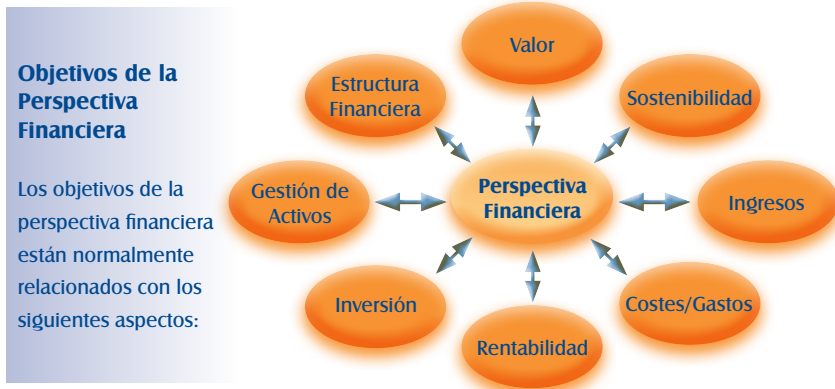 Objetivos de la
Perspectiva
Financiera
Los objetivos de la
perspectiva financiera
están normalmente
relacionados con los
siguientes aspectos:
Valor
Estructura
Financiera
Sostenibilidad
Gestión de
Activos
Perspectiva
Financiera
Ingresos
Inversión
Costes/Gastos
Rentabilidad